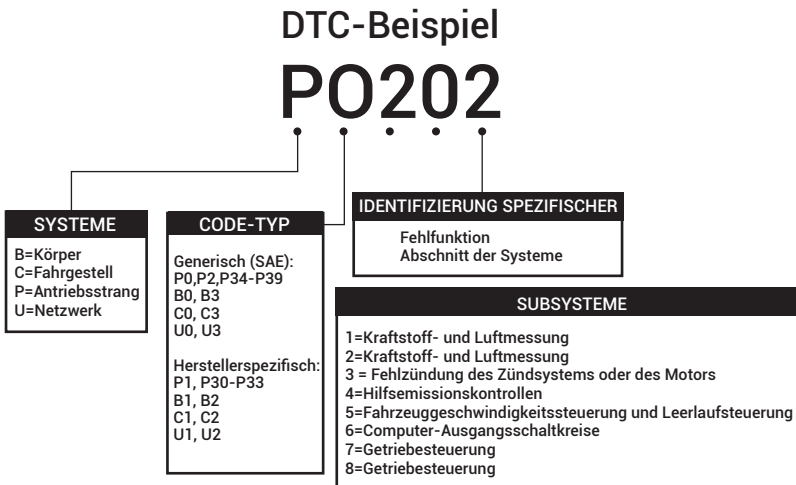 DTC-Beispiel
PO202
SYSTEME
B=Körper
C=Fahrgestell
P=Antriebsstrang
U=Netzwerk
CODE-TYP
Generisch (SAE):
P0,P2,P34-P39
B0, B3
C0, C3
U0, U3
Herstellerspezifisch:
P1, P30-P33
B1, B2
C1, C2
U1, U2
IDENTIFIZIERUNG SPEZIFISCHER
Fehlfunktion
Abschnitt der Systeme
SUBSYSTEME
1=Kraftstoff- und Luftmessung
2=Kraftstoff- und Luftmessung
3 = Fehlzündung des Zündsystems oder des Motors
4=Hilfsemissionskontrollen
5=Fahrzeuggeschwindigkeitssteuerung und Leerlaufsteuerung
6=Computer-Ausgangsschaltkreise
7=Getriebesteuerung
8=Getriebesteuerung